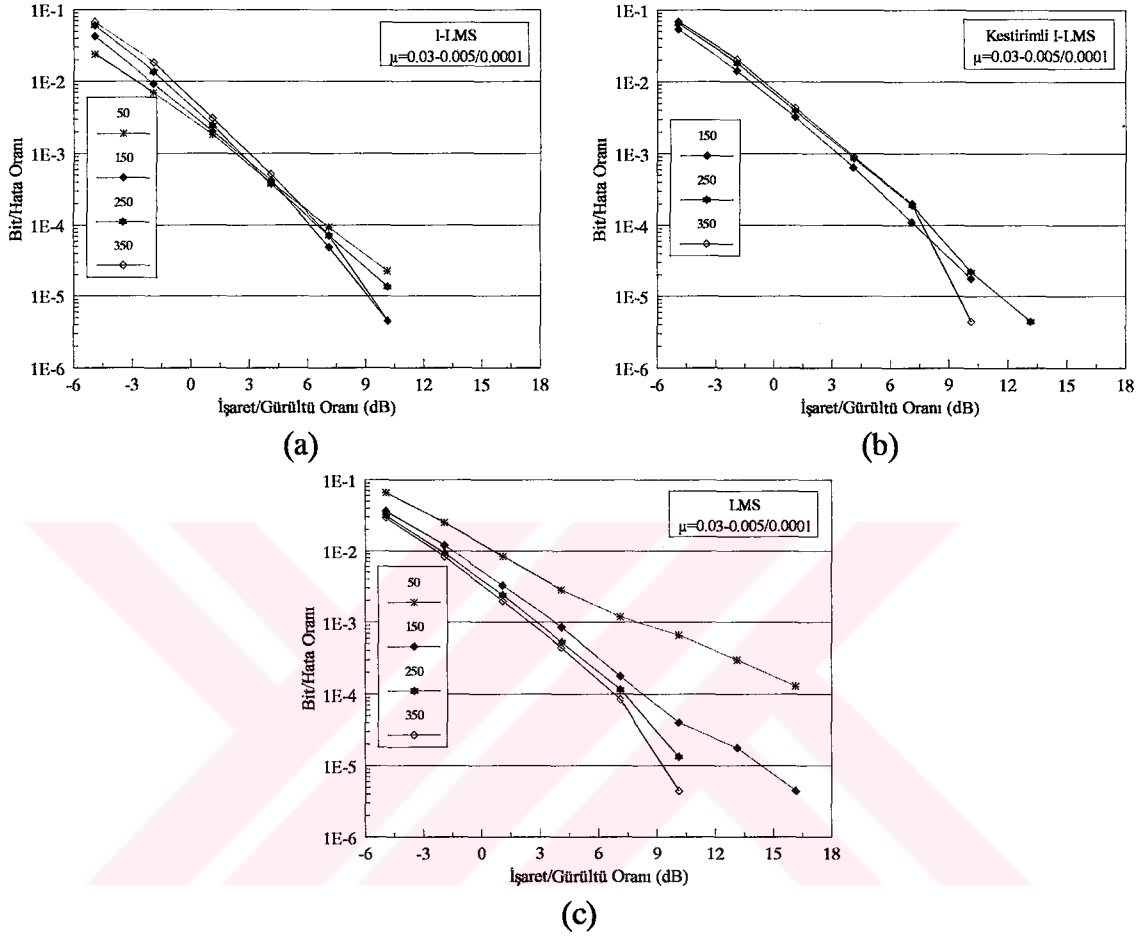 1E-1
1E-2
1E-3
1E-4
1E-5
1E-6
Bit/Hata Oranı
I-LMS
µ=0.03-0.005/0.0001
50
150
250
350
-6 -3 0 3 6 9 12 15 18
İşaret/Gürültü Oranı (dB)
(a)
1E-1
1E-2
1E-3
1E-4
1E-5
1E-6
Bit/Hata Oranı
Kestirimli I-LMS
µ=0.03-0.005/0.0001
150
250
350
-6 -3 0 3 6 9 12 15 18
İşaret/Gürültü Oranı (dB)
(b)
1E-1
1E-2
1E-3
1E-4
1E-5
1E-6
Bit/Hata Oranı
LMS
µ=0.03-0.005/0.0001
50
150
250
350
-6 -3 0 3 6 9 12 15 18
İşaret/Gürültü Oranı (dB)
(c)